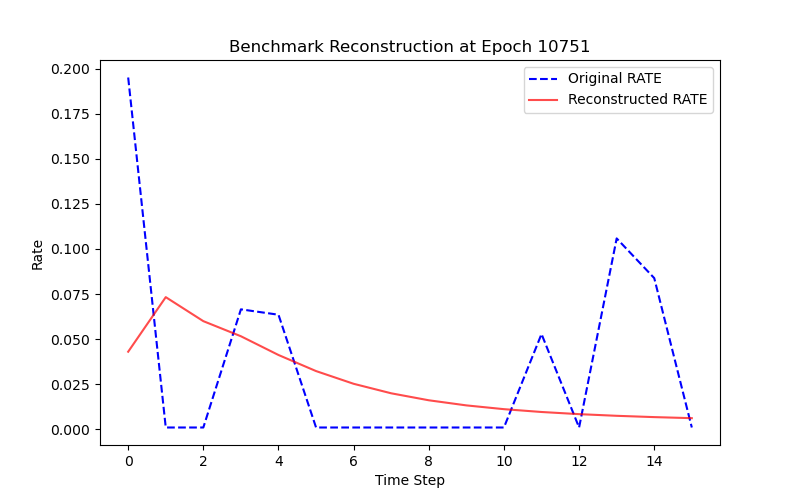 Benchmark Reconstruction at Epoch 10751
Original RATE
Reconstructed RATE
0.200
0.175
0.150
0.125
0.100
0.075
0.050
0.025
0.000
Rate
0 2 4 6 8 10 12 14
Time Step